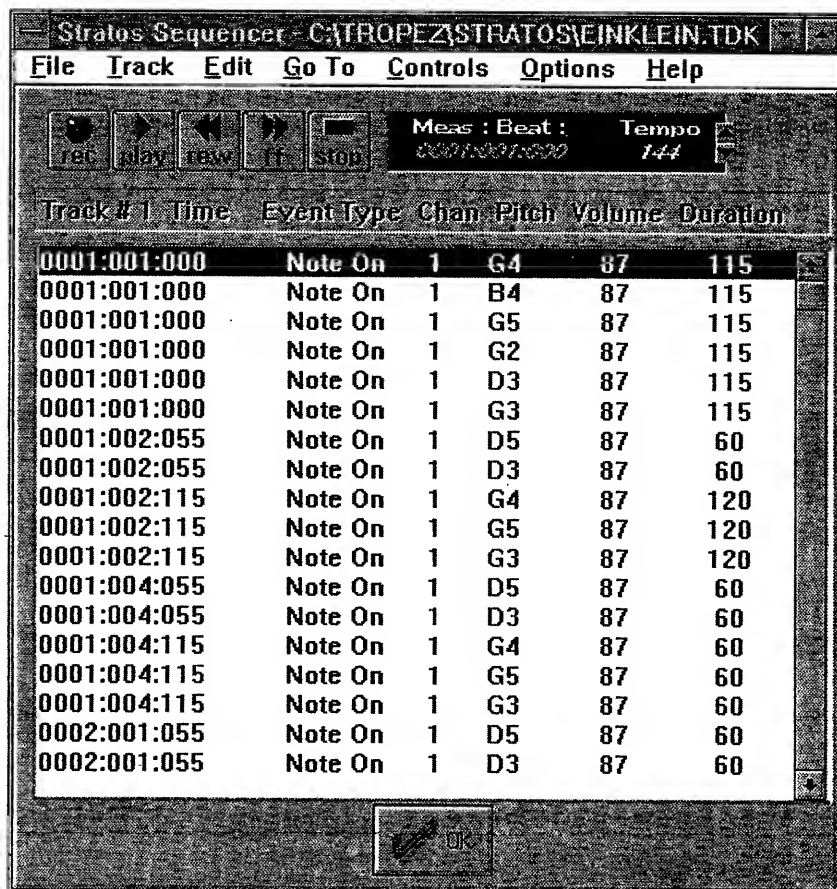 Stratos Sequencer - C:\TROPEZ\STRATOS\EINKLEIN.TDK
File Track Edit Go To Controls Options Help
rec play rew ff stop Meas : Beat : Tempo
0001:001:000 144
Track # 1 Time Event Type Chan Pitch Volume Duration
0001:001:000 Note On 1 G4 87 115
0001:001:000 Note On 1 B4 87 115
0001:001:000 Note On 1 G5 87 115
0001:001:000 Note On 1 G2 87 115
0001:001:000 Note On 1 D3 87 115
0001:001:000 Note On 1 G3 87 115
0001:002:055 Note On 1 D5 87 60
0001:002:055 Note On 1 D3 87 60
0001:002:115 Note On 1 G4 87 120
0001:002:115 Note On 1 G5 87 120
0001:002:115 Note On 1 G3 87 120
0001:004:055 Note On 1 D5 87 60
0001:004:055 Note On 1 D3 87 60
0001:004:115 Note On 1 G4 87 60
0001:004:115 Note On 1 G5 87 60
0001:004:115 Note On 1 G3 87 60
0002:001:055 Note On 1 D5 87 60
0002:001:055 Note On 1 D3 87 60
OK